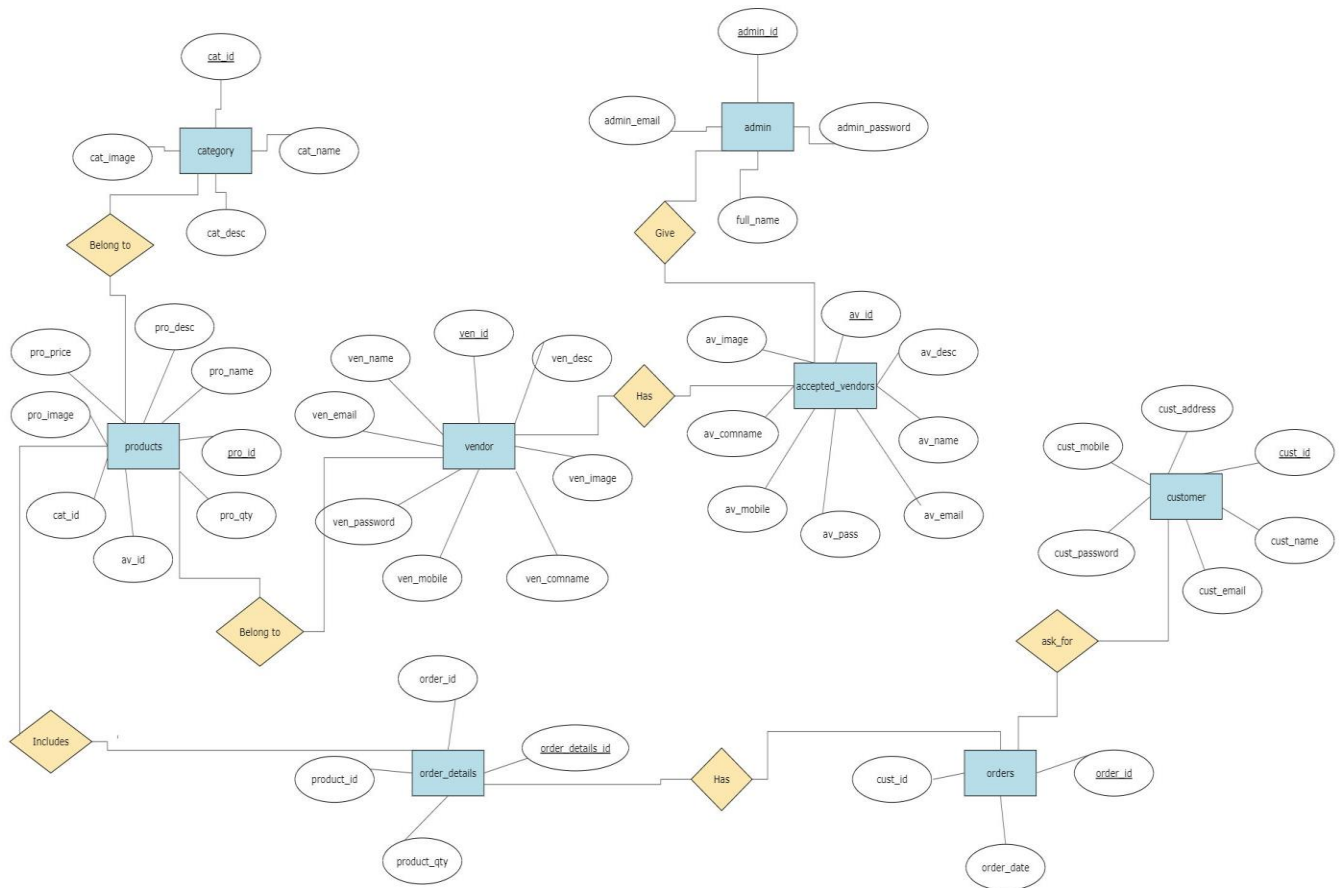 cat_id
cat_image
category
cat_name
cat_desc
Belong to
admin_id
admin_email
admin
admin_password
full_name
Give
pro_price
pro_desc
pro_name
pro_image
products
pro_id
cat_id
av_id
pro_qty
Belong to
ven_name
ven_id
ven_desc
ven_email
vendor
ven_image
ven_password
ven_mobile
ven_comname
Has
av_image
av_id
av_desc
accepted_vendors
av_comname
av_name
av_mobile
av_pass
av_email
cust_address
cust_mobile
cust_id
customer
cust_password
cust_name
cust_email
ask_for
Includes
order_id
order_details_id
product_id
order_details
product_qty
Has
cust_id
orders
order_id
order_date